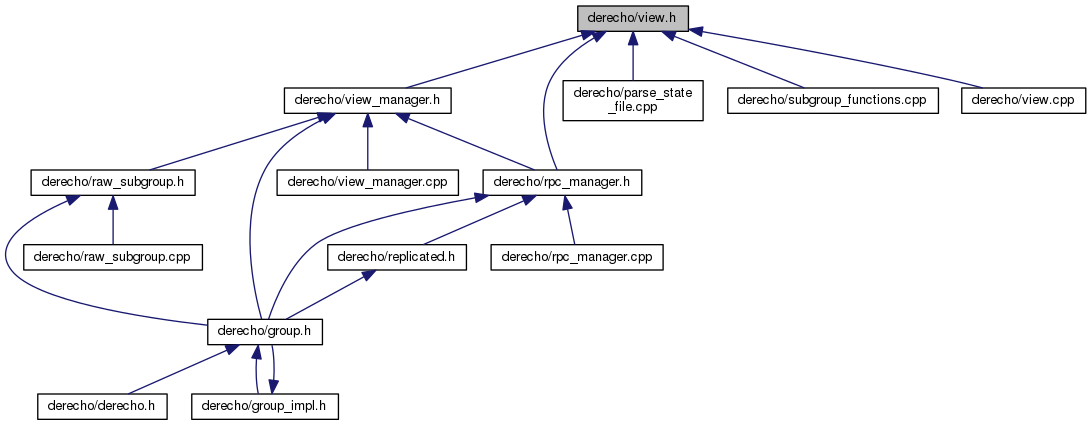 derecho/view.h
derecho/view_manager.h
derecho/parse_state
_file.cpp
derecho/subgroup_functions.cpp
derecho/view.cpp
derecho/raw_subgroup.h
derecho/view_manager.cpp
derecho/rpc_manager.h
derecho/raw_subgroup.cpp
derecho/replicated.h
derecho/rpc_manager.cpp
derecho/group.h
derecho/derecho.h
derecho/group_impl.h